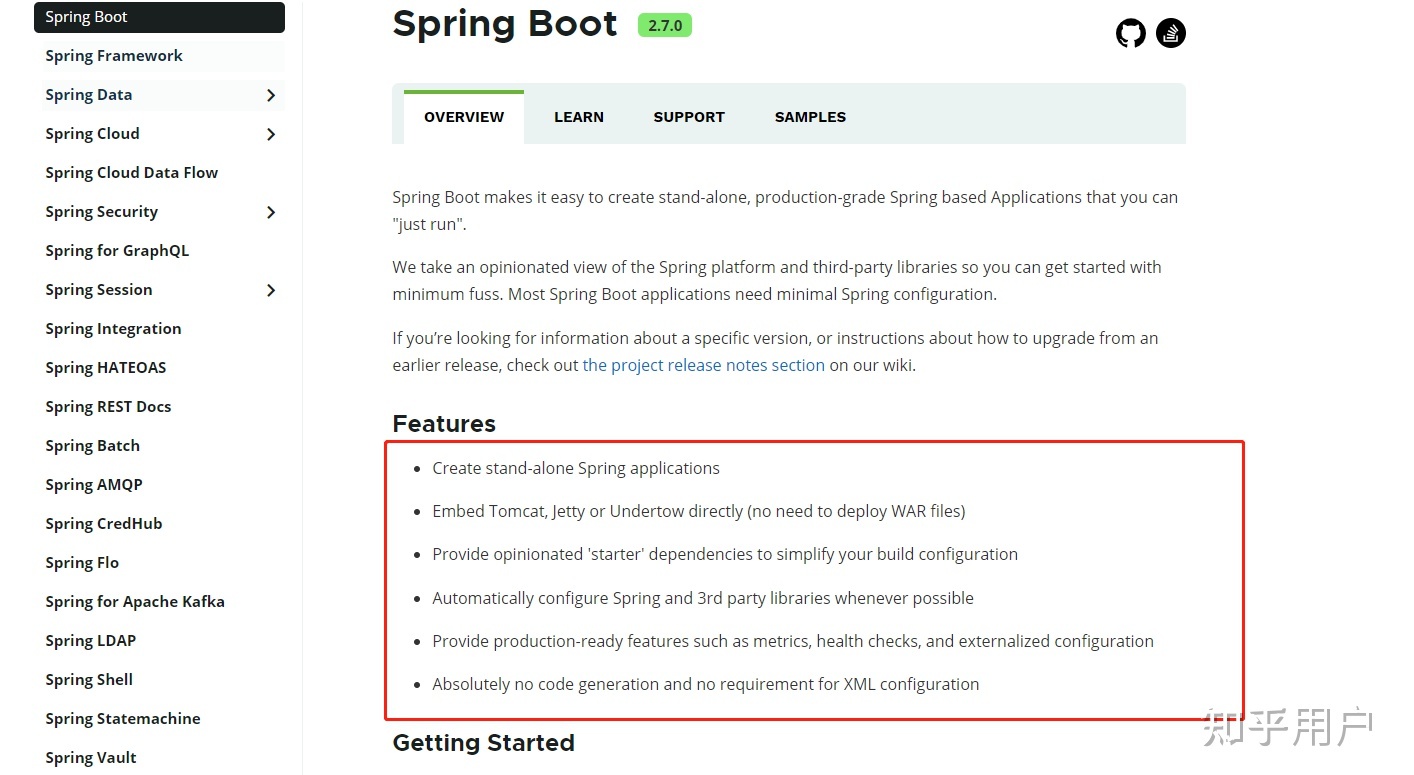 Spring Boot
Spring Framework
Spring Data
Spring Cloud
Spring Cloud Data Flow
Spring Security
Spring for GraphQL
Spring Session
Spring Integration
Spring HATEOAS
Spring REST Docs
Spring Batch
Spring AMQP
Spring CredHub
Spring Flo
Spring for Apache Kafka
Spring LDAP
Spring Shell
Spring Statemachine
Spring Vault
Spring Boot 2.7.0
OVERVIEW LEARN SUPPORT SAMPLES
Spring Boot makes it easy to create stand-alone, production-grade Spring based Applications that you can
"just run".
We take an opinionated view of the Spring platform and third-party libraries so you can get started with
minimum fuss. Most Spring Boot applications need minimal Spring configuration.
If you’re looking for information about a specific version, or instructions about how to upgrade from an
earlier release, check out the project release notes section on our wiki.
Features
Create stand-alone Spring applications
Embed Tomcat, Jetty or Undertow directly (no need to deploy WAR files)
Provide opinionated 'starter' dependencies to simplify your build configuration
Automatically configure Spring and 3rd party libraries whenever possible
Provide production-ready features such as metrics, health checks, and externalized configuration
Absolutely no code generation and no requirement for XML configuration
Getting Started
知乎用户